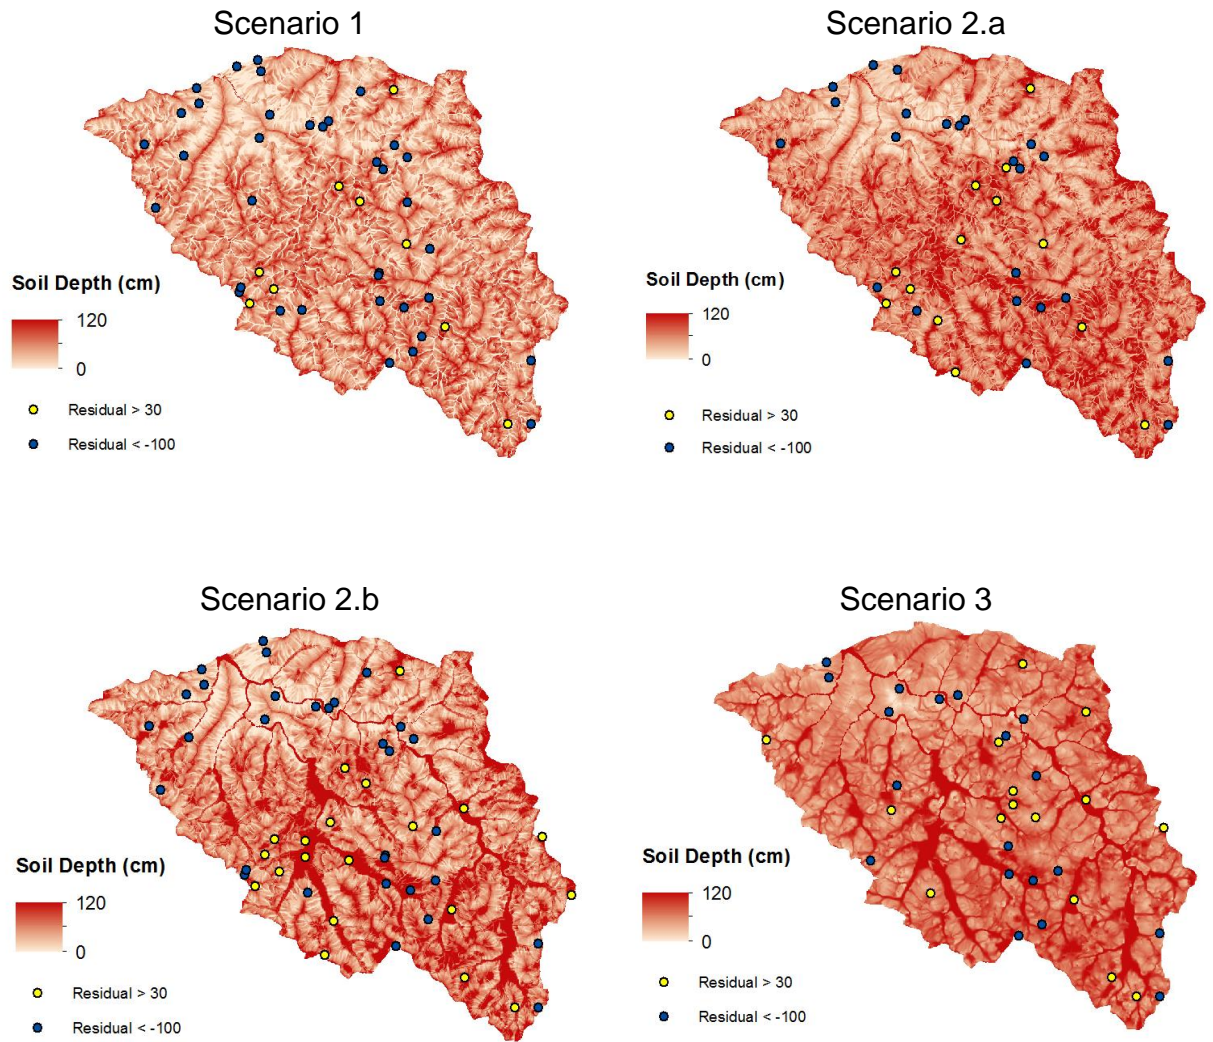 Scenario 1
Soil Depth (cm)
120
0
Residual > 30
Residual < -100
Scenario 2.a
Soil Depth (cm)
120
0
Residual > 30
Residual < -100
Scenario 2.b
Soil Depth (cm)
120
0
Residual > 30
Residual < -100
Scenario 3
Soil Depth (cm)
120
0
Residual > 30
Residual < -100